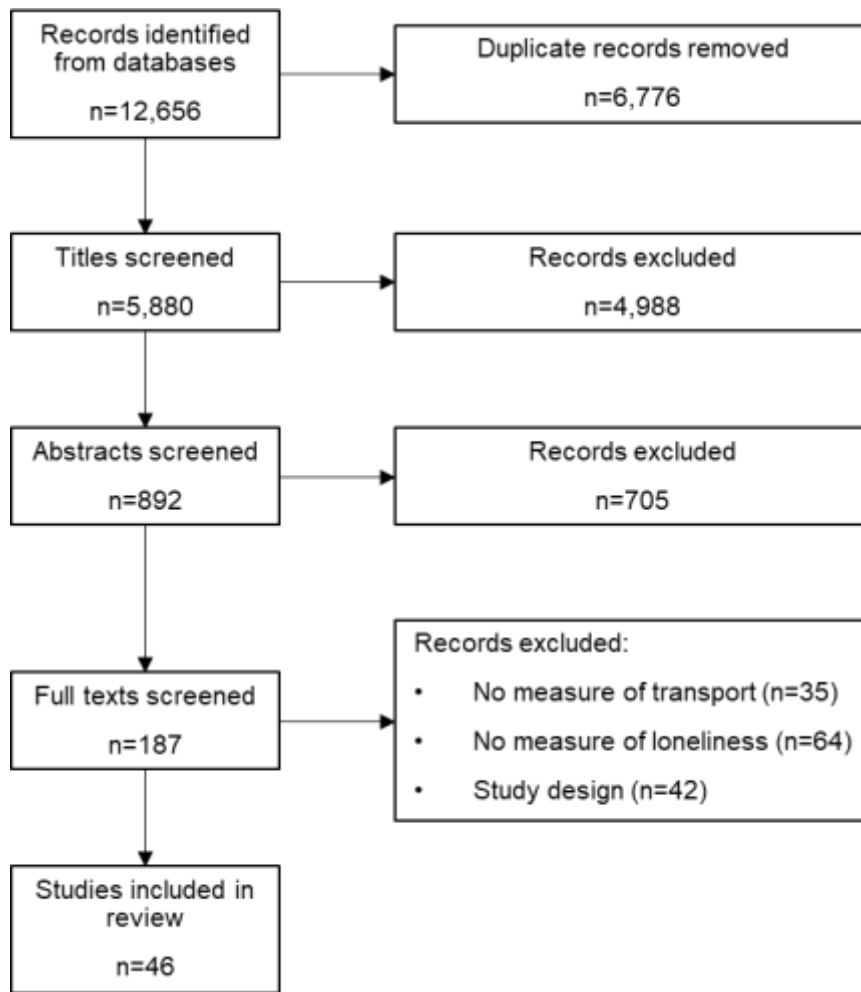 Records identified
from databases
n=12,656
Duplicate records removed
n=6,776
Titles screened
n=5,880
Records excluded
n=4,988
Abstracts screened
n=892
Records excluded
n=705
Full texts screened
n=187
Records excluded:
• No measure of transport (n=35)
• No measure of loneliness (n=64)
• Study design (n=42)
Studies included in
review
n=46